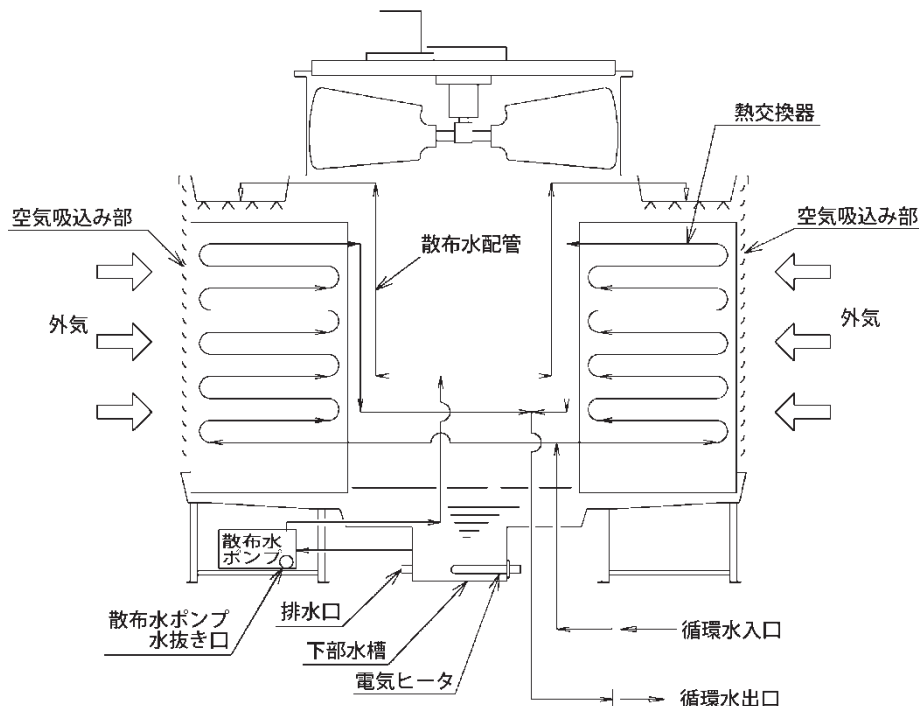 熱交換器
空気吸込み部
空気吸込み部
散布水配管
外気
外気
散布水
ポンプ
散布水ポンプ
水抜き口
排水口
下部水槽
電気ヒータ
循環水入口
循環水出口